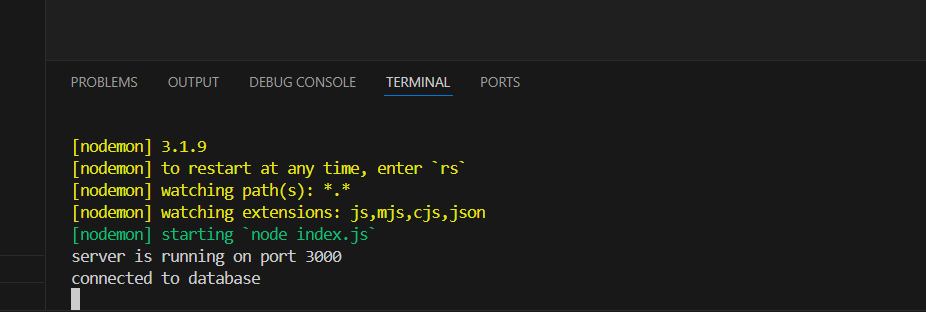 PROBLEMS OUTPUT DEBUG CONSOLE TERMINAL PORTS
[nodemon] 3.1.9
[nodemon] to restart at any time, enter `rs`
[nodemon] watching path(s): *.*
[nodemon] watching extensions: js,mjs,cjs,json
[nodemon] starting `node index.js`
server is running on port 3000
connected to database